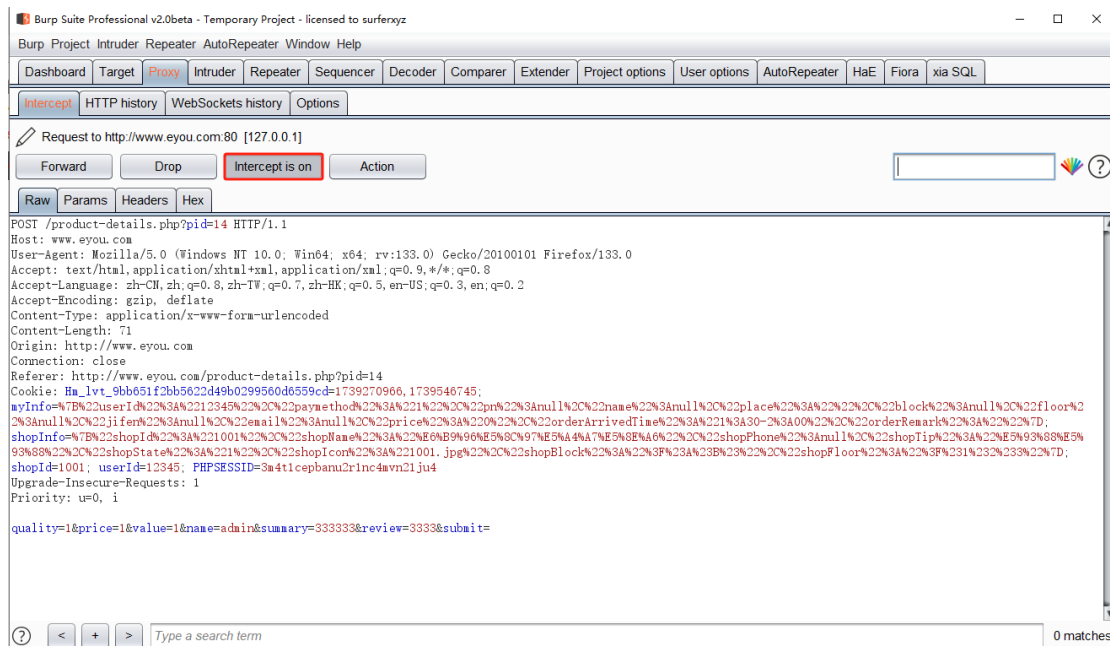 Burp Suite Professional v2.0beta - Temporary Project - licensed to surferxyz
Burp Project Intruder Repeater AutoRepeater Window Help
Dashboard Target Proxy Intruder Repeater Sequencer Decoder Comparer Extender Project options User options AutoRepeater HaE Fiora xia SQL
Intercept HTTP history WebSockets history Options
Request to http://www.eyou.com:80 [127.0.0.1]
Forward Drop Intercept is on Action
Raw Params Headers Hex
POST /product-details.php?pid=14 HTTP/1.1
Host: www.eyou.com
User-Agent: Mozilla/5.0 (Windows NT 10.0; Win64; x64; rv:133.0) Gecko/20100101 Firefox/133.0
Accept: text/html,application/xhtml+xml,application/xml;q=0.9,*/*;q=0.8
Accept-Language: zh-CN,zh;q=0.8,zh-TW;q=0.7,zh-HK;q=0.5,en-US;q=0.3,en;q=0.2
Accept-Encoding: gzip, deflate
Content-Type: application/x-www-form-urlencoded
Content-Length: 71
Origin: http://www.eyou.com
Connection: close
Referer: http://www.eyou.com/product-details.php?pid=14
Cookie: Hm_lvt_9bb651f2bb5622d49b0299560d6559cd=1739270966,1739546745;
myInfo=%7B%22userId%22%3A%2212345%22%2C%22paymethod%22%3A%221%22%2C%22pn%22%3Anull%2C%22name%22%3Anull%2C%22place%22%3A%22%22%2C%22block%22%3Anull%2C%22floor%2
2%3Anull%2C%22jifen%22%3Anull%2C%22email%22%3Anull%2C%22price%22%3A%220%22%2C%22orderArrivedTime%22%3A%221%3A30-2%3A00%22%2C%22orderRemark%22%3A%22%22%7D;
shopInfo=%7B%22shopId%22%3A%221001%22%2C%22shopName%22%3A%22%E6%B9%96%E5%8C%97%E5%A4%A7%E5%8E%A6%22%2C%22shopPhone%22%3Anull%2C%22shopTip%22%3A%22%E5%93%88%E5%
93%88%22%2C%22shopState%22%3A%221%22%2C%22shopIcon%22%3A%221001.jpg%22%2C%22shopBlock%22%3A%22%3F%23A%23B%23%22%2C%22shopFloor%22%3A%22%3F%231%232%233%22%7D;
shopId=1001; userId=12345; PHPSESSID=3m4t1cepbanu2r1nc4mvn21ju4
Upgrade-Insecure-Requests: 1
Priority: u=0, i
quality=1&price=1&value=1&name=admin&summary=333333&review=3333&submit=
? < + > Type a search term 0 matches